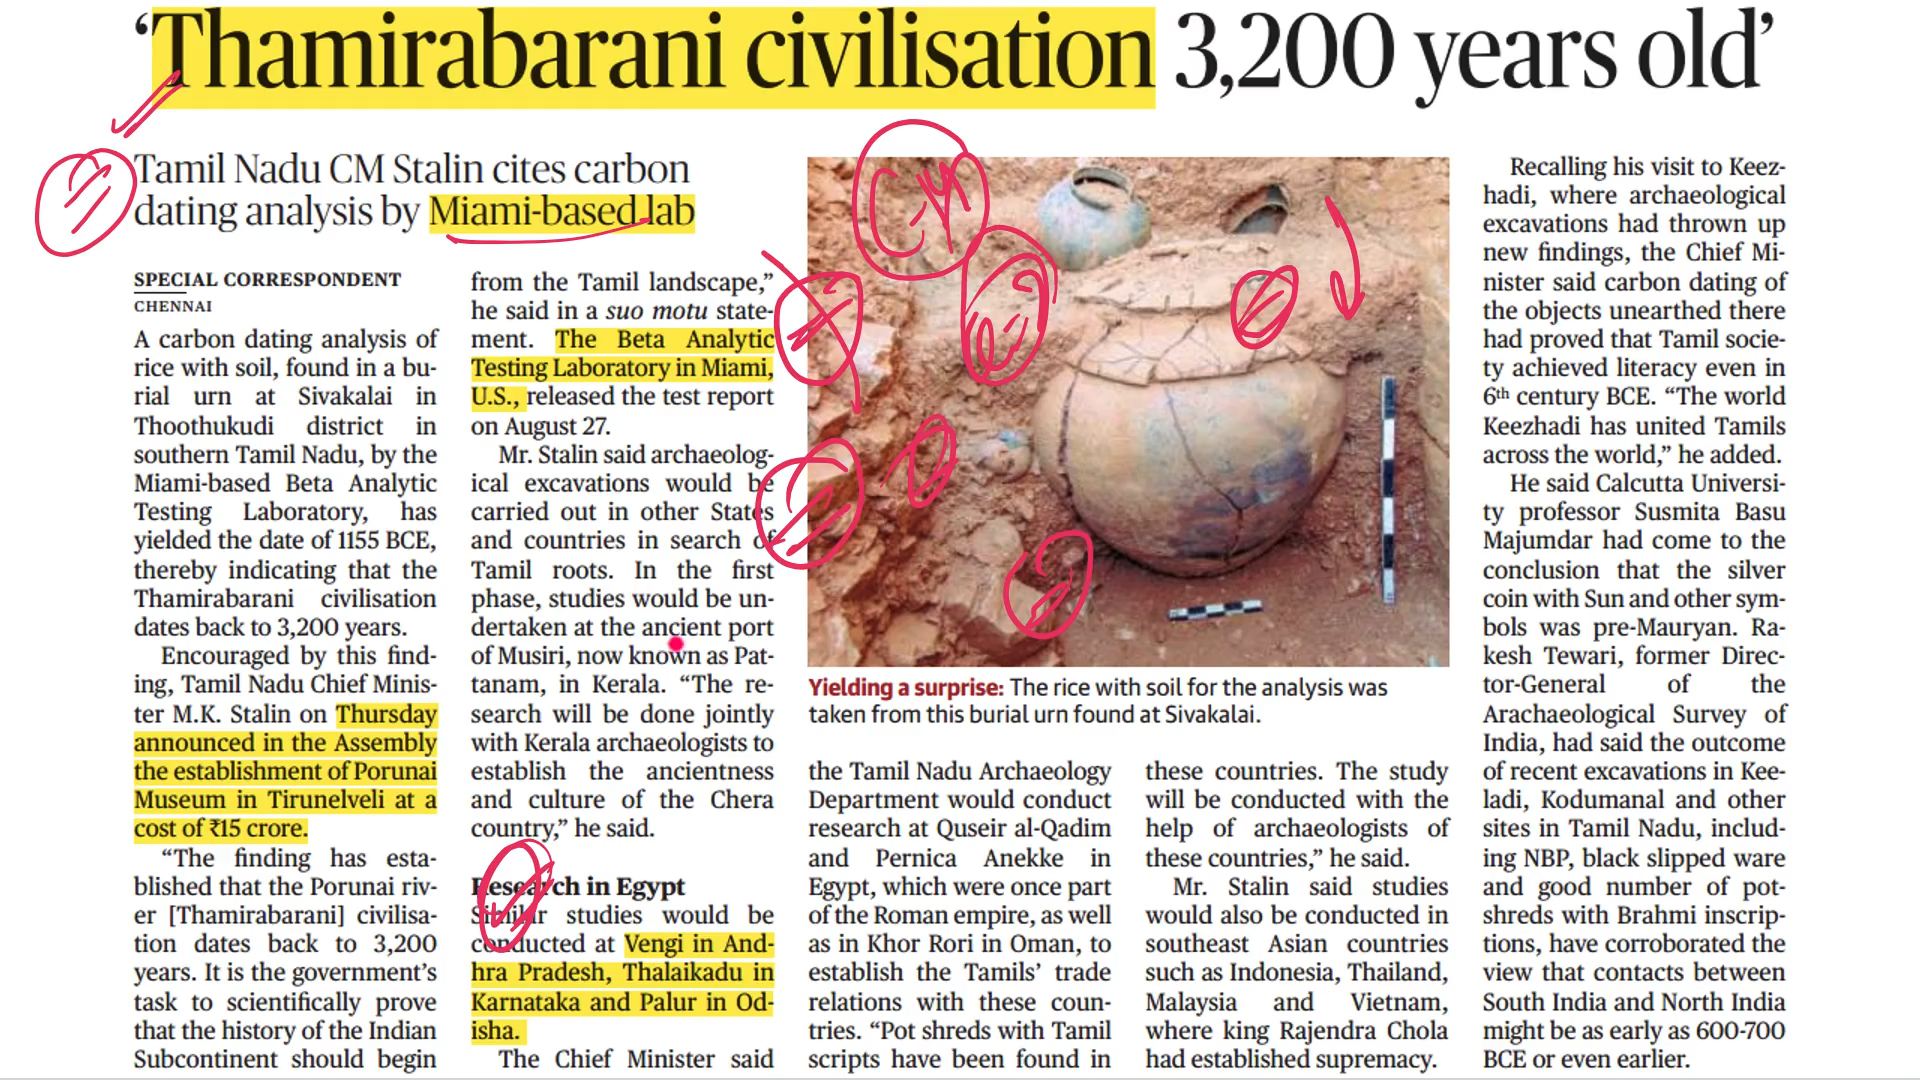 ‘Thamirabarani civilisation 3,200 years old’
Tamil Nadu CM Stalin cites carbon
dating analysis by Miami-based lab
SPECIAL CORRESPONDENT
CHENNAI
A carbon dating analysis of
rice with soil, found in a bu-
rial urn at Sivakalai in
Thoothukudi district in
southern Tamil Nadu, by the
Miami-based Beta Analytic
Testing Laboratory, has
yielded the date of 1155 BCE,
thereby indicating that the
Thamirabarani civilisation
dates back to 3,200 years.
Encouraged by this find-
ing, Tamil Nadu Chief Minis-
ter M.K. Stalin on Thursday
announced in the Assembly
the establishment of Porunai
Museum in Tirunelveli at a
cost of ₹15 crore.
“The finding has esta-
blished that the Porunai riv-
er [Thamirabarani] civilisa-
tion dates back to 3,200
years. It is the government’s
task to scientifically prove
that the history of the Indian
Subcontinent should begin
from the Tamil landscape,”
he said in a suo motu state-
ment. The Beta Analytic
Testing Laboratory in Miami,
U.S., released the test report
on August 27.
Mr. Stalin said archaeolog-
ical excavations would be
carried out in other States
and countries in search of
Tamil roots. In the first
phase, studies would be un-
dertaken at the ancient port
of Musiri, now known as Pat-
tanam, in Kerala. “The re-
search will be done jointly
with Kerala archaeologists to
establish the ancientness
and culture of the Chera
country,” he said.
Research in Egypt
Similar studies would be
conducted at Vengi in And-
hra Pradesh, Thalaikadu in
Karnataka and Palur in Od-
isha.
The Chief Minister said
Yielding a surprise: The rice with soil for the analysis was
taken from this burial urn found at Sivakalai.
the Tamil Nadu Archaeology
Department would conduct
research at Quseir al-Qadim
and Pernica Anekke in
Egypt, which were once part
of the Roman empire, as well
as in Khor Rori in Oman, to
establish the Tamils’ trade
relations with these coun-
tries. “Pot shreds with Tamil
scripts have been found in
these countries. The study
will be conducted with the
help of archaeologists of
these countries,” he said.
Mr. Stalin said studies
would also be conducted in
southeast Asian countries
such as Indonesia, Thailand,
Malaysia and Vietnam,
where king Rajendra Chola
had established supremacy.
Recalling his visit to Keez-
hadi, where archaeological
excavations had thrown up
new findings, the Chief Mi-
nister said carbon dating of
the objects unearthed there
had proved that Tamil socie-
ty achieved literacy even in
6th century BCE. “The world
Keezhadi has united Tamils
across the world,” he added.
He said Calcutta Universi-
ty professor Susmita Basu
Majumdar had come to the
conclusion that the silver
coin with Sun and other sym-
bols was pre-Mauryan. Ra-
kesh Tewari, former Direc-
tor-General of the
Arachaeological Survey of
India, had said the outcome
of recent excavations in Kee-
ladi, Kodumanal and other
sites in Tamil Nadu, includ-
ing NBP, black slipped ware
and good number of pot-
shreds with Brahmi inscrip-
tions, have corroborated the
view that contacts between
South India and North India
might be as early as 600-700
BCE or even earlier.